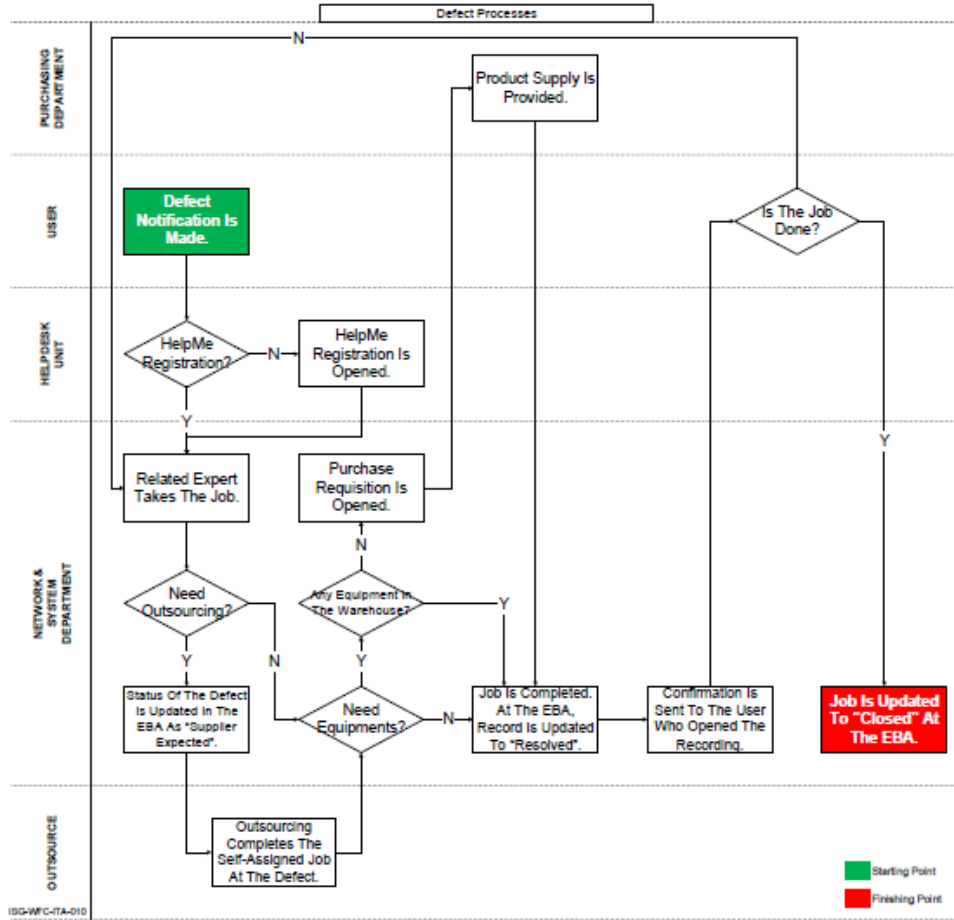 Defect Processes
PURCHASING
DEPARTMENT
N
Product Supply Is
Provided.
USER
Defect
Notification Is
Made.
Is The Job
Done?
HELPDESK
UNIT
HelpMe
Registration?
N
HelpMe
Registration Is
Opened.
Y
Y
NETWORK &
SYSTEM
DEPARTMENT
Related Expert
Takes The Job.
Purchase
Requisition Is
Opened.
N
Need
Outsourcing?
Any Equipment In
The Warehouse?
Y
Y
N
Y
Status Of The Defect
Is Updated In The
EBA As "Supplier
Expected".
Need
Equipments?
N
Job Is Completed.
At The EBA,
Record Is Updated
To "Resolved".
Confirmation Is
Sent To The User
Who Opened The
Recording.
Job Is Updated
To "Closed" At
The EBA.
OUTSOURCE
Outsourcing
Completes The
Self-Assigned Job
At The Defect.
Starting Point
Finishing Point
ISG-WFC-ITA-010